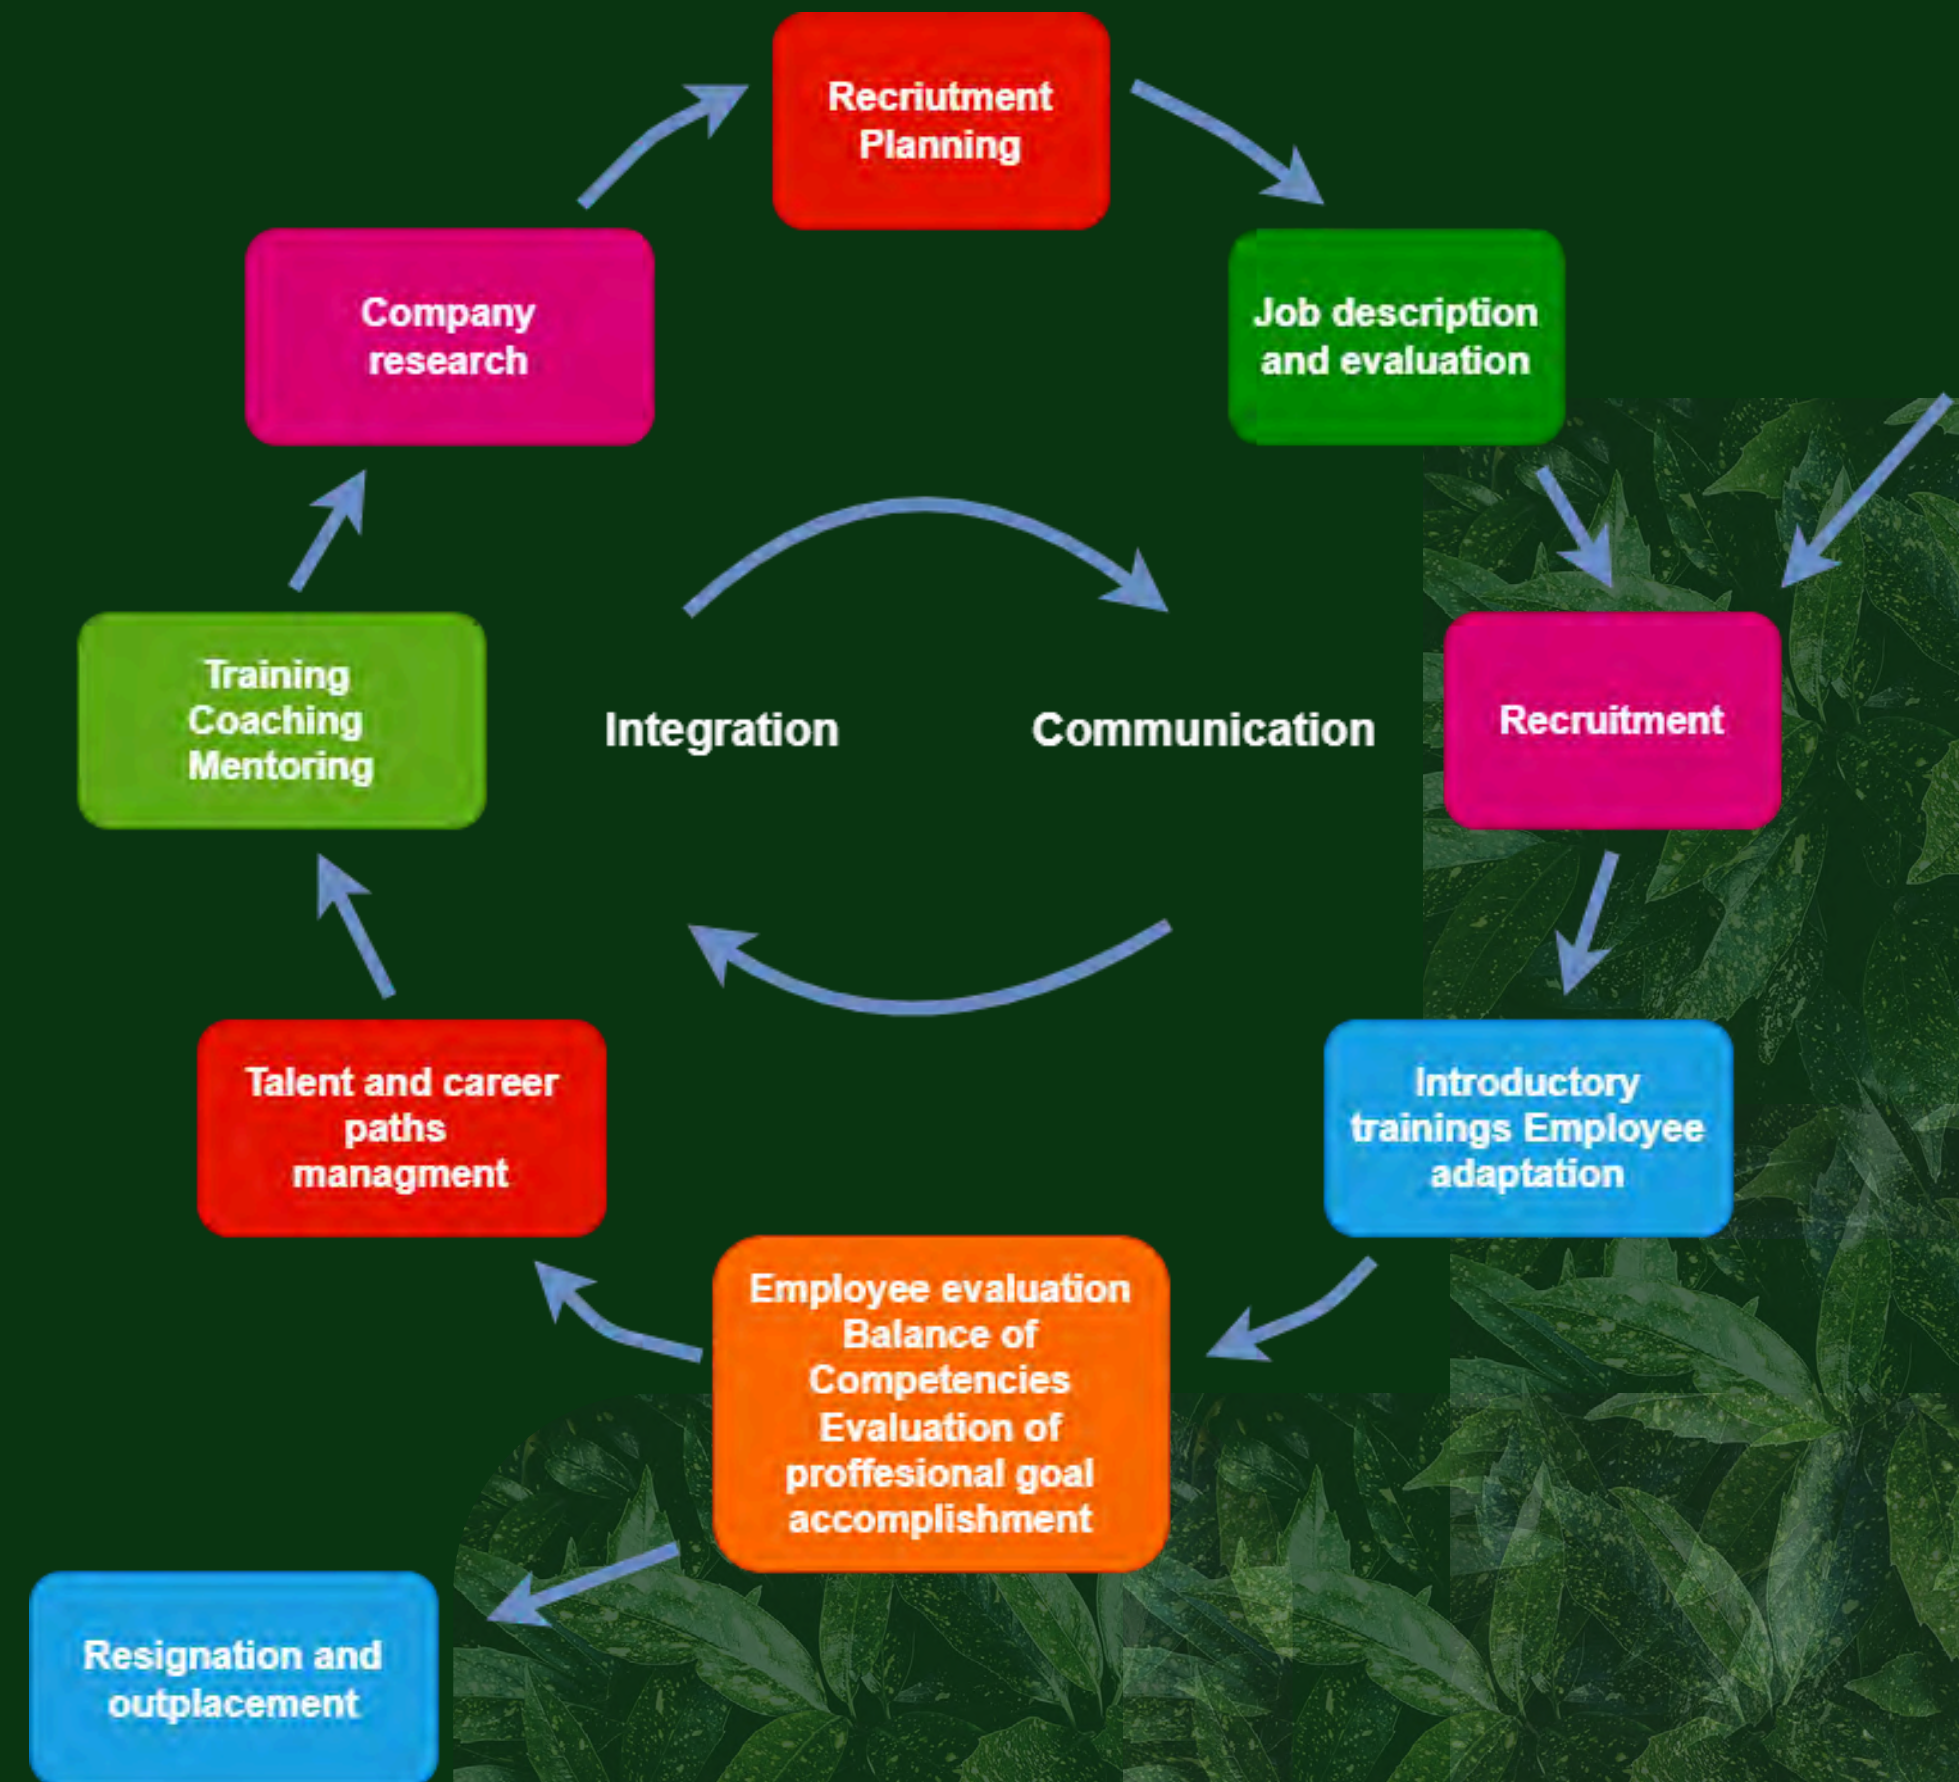 Recriutment
Planning
Company
research
Job description
and evaluation
Training
Coaching
Mentoring
Integration
Communication
Recruitment
Talent and career
paths
managment
Introductory
trainings Employee
adaptation
Employee evaluation
Balance of
Competencies
Evaluation of
proffesional goal
accomplishment
Resignation and
outplacement